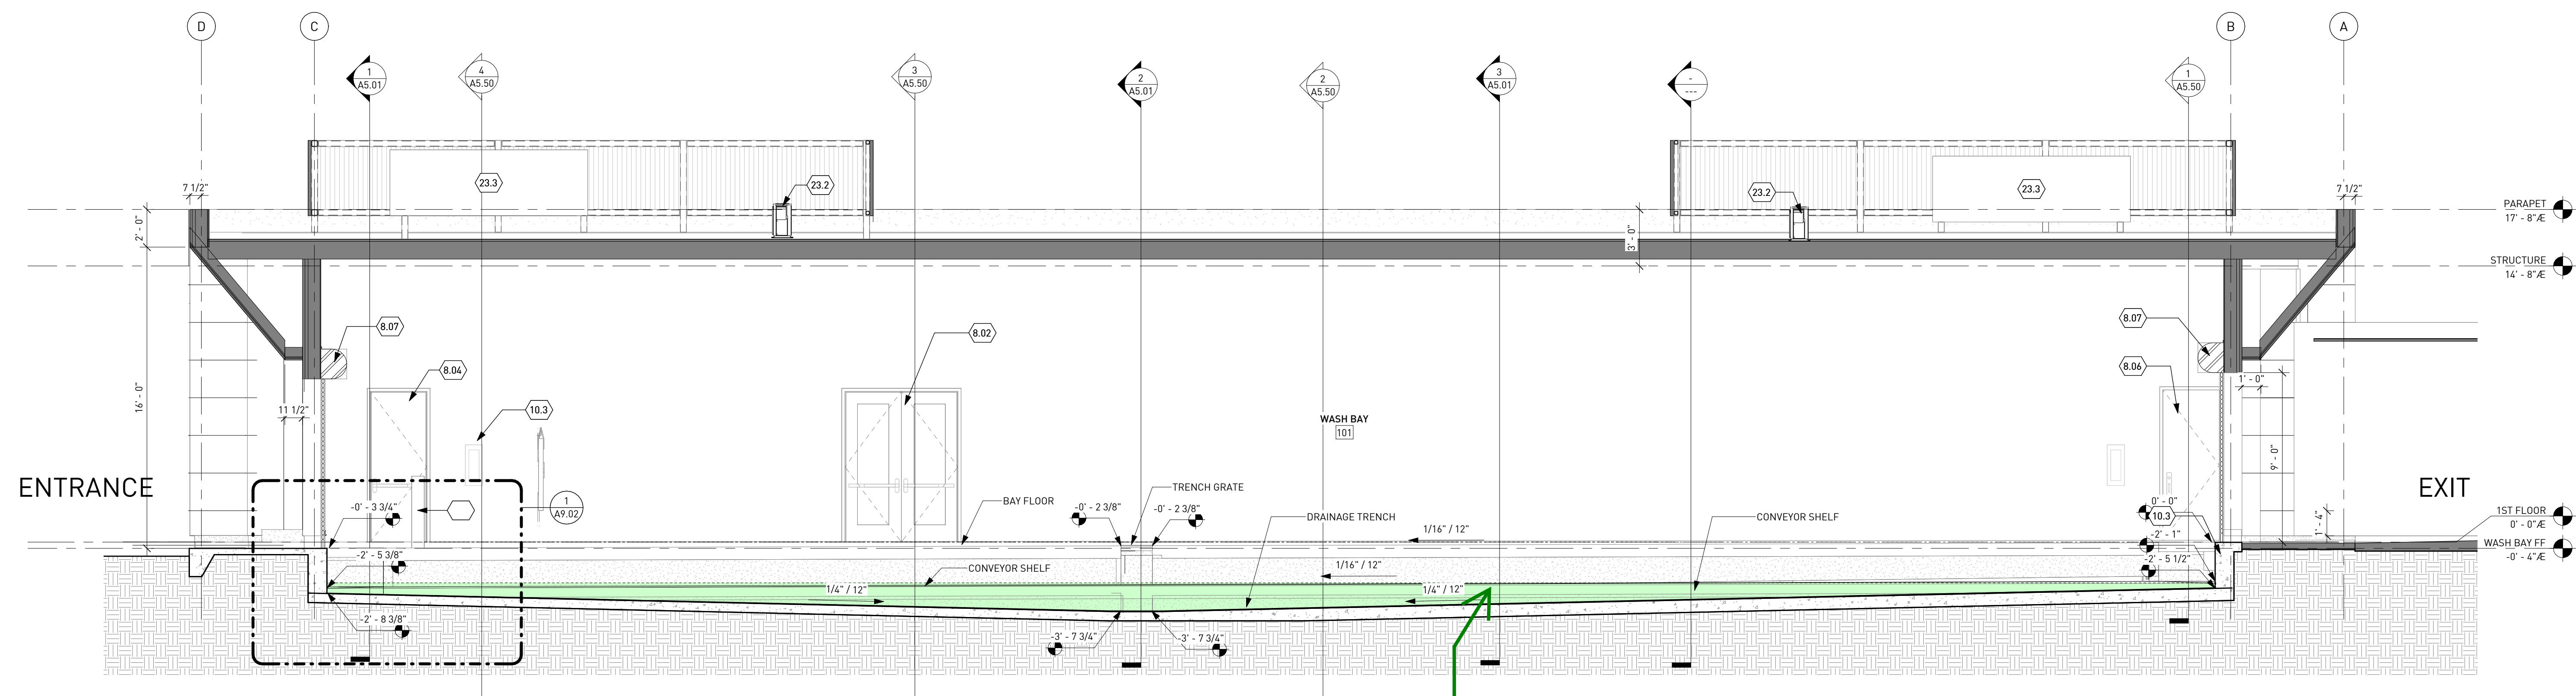 D
C
B
A
1
A5.01
4
A5.50
3
A5.50
2
A5.01
2
A5.50
3
A5.01
-
---
1
A5.50
23.3
23.2
23.2
23.3
7 1/2"
7 1/2"
2' - 0"
3' - 0"
PARAPET
17' - 8"Æ
STRUCTURE
14' - 8"Æ
8.07
8.02
8.07
8.04
8.06
16' - 0"
11 1/2"
10.3
1' - 0"
WASH BAY
101
9' - 0"
ENTRANCE
EXIT
1
A9.02
-0' - 3 3/4"
BAY FLOOR
-0' - 2 3/8"
TRENCH GRATE
-0' - 2 3/8"
DRAINAGE TRENCH
1/16" / 12"
CONVEYOR SHELF
0' - 0"
10.3
1' - 4"
1ST FLOOR
0' - 0"Æ
-2' - 1"
WASH BAY FF
-0' - 4"Æ
-2' - 5 3/8"
CONVEYOR SHELF
1/16" / 12"
-2' - 5 1/2"
1/4" / 12"
1/4" / 12"
-2' - 8 3/8"
-3' - 7 3/4"
-3' - 7 3/4"